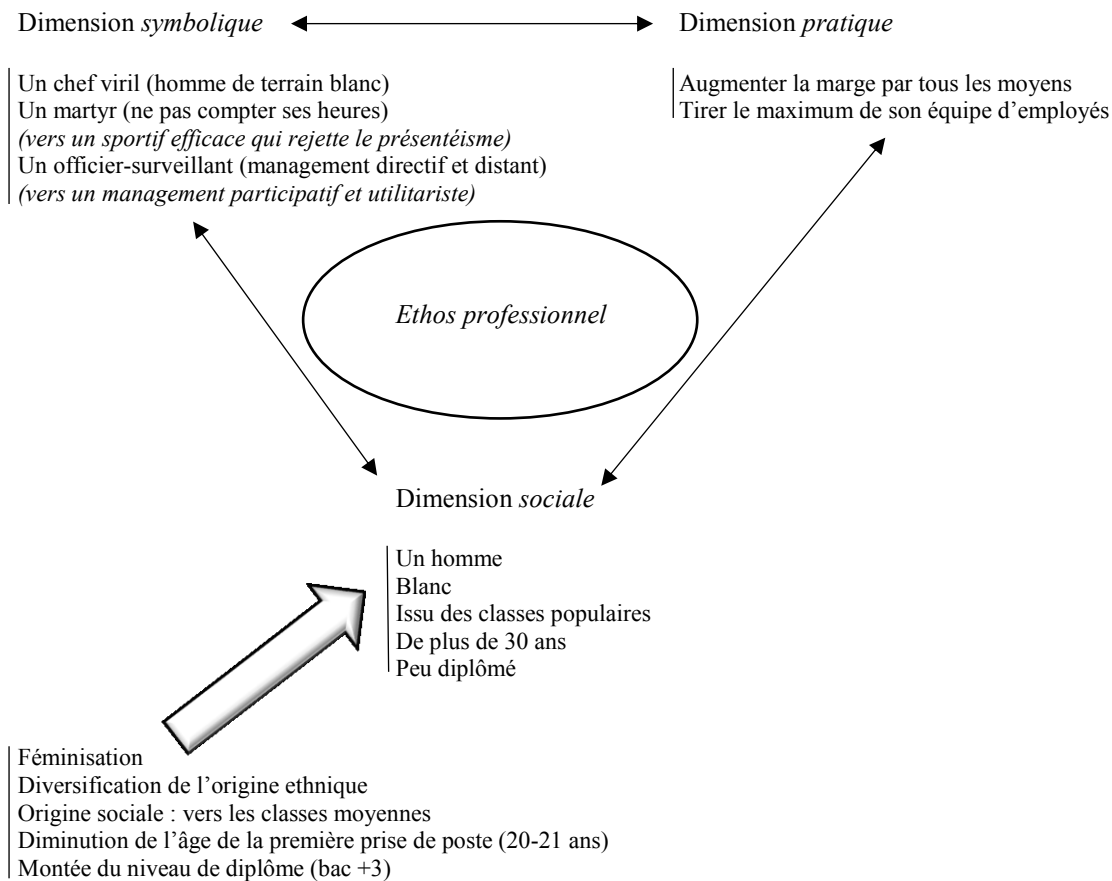 Dimension symbolique
Dimension pratique
Un chef viril (homme de terrain blanc)
Un martyr (ne pas compter ses heures)
(vers un sportif efficace qui rejette le présentéisme)
Un officier-surveillant (management directif et distant)
(vers un management participatif et utilitariste)
Augmenter la marge par tous les moyens
Tirer le maximum de son équipe d’employés
Ethos professionnel
Dimension sociale
Un homme
Blanc
Issu des classes populaires
De plus de 30 ans
Peu diplômé
Féminisation
Diversification de l’origine ethnique
Origine sociale : vers les classes moyennes
Diminution de l’âge de la première prise de poste (20-21 ans)
Montée du niveau de diplôme (bac +3)